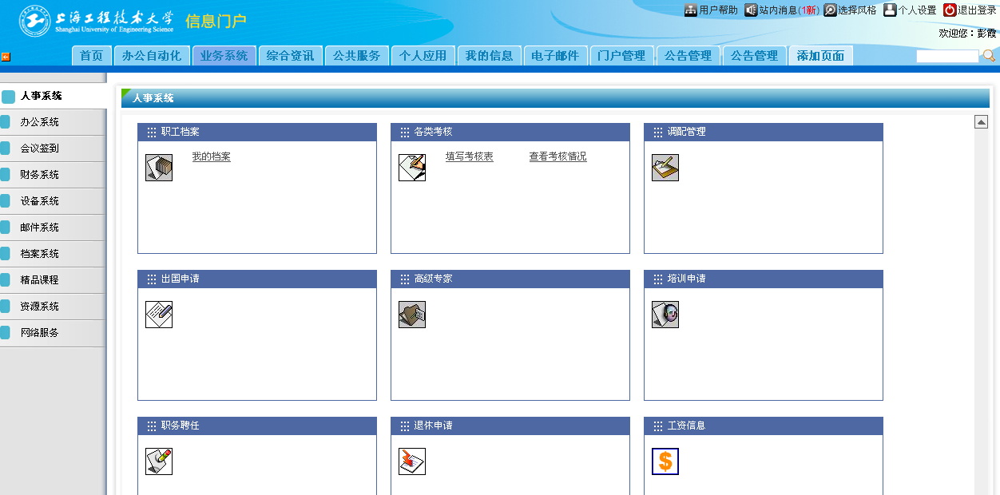 上海工程技术大学
Shanghai University of Engineering Science
信息门户
用户帮助 站内消息(1新) 选择风格 个人设置 退出登录
欢迎您：彭霞
首页 办公自动化 业务系统 综合资讯 公共服务 个人应用 我的信息 电子邮件 门户管理 公告管理 公告管理 添加页面
人事系统
办公系统
会议签到
财务系统
设备系统
邮件系统
档案系统
精品课程
资源系统
网络服务
人事系统
职工档案 各类考核 调配管理
我的档案 填写考核表 查看考核情况
出国申请 高级专家 培训申请
职务聘任 退休申请 工资信息